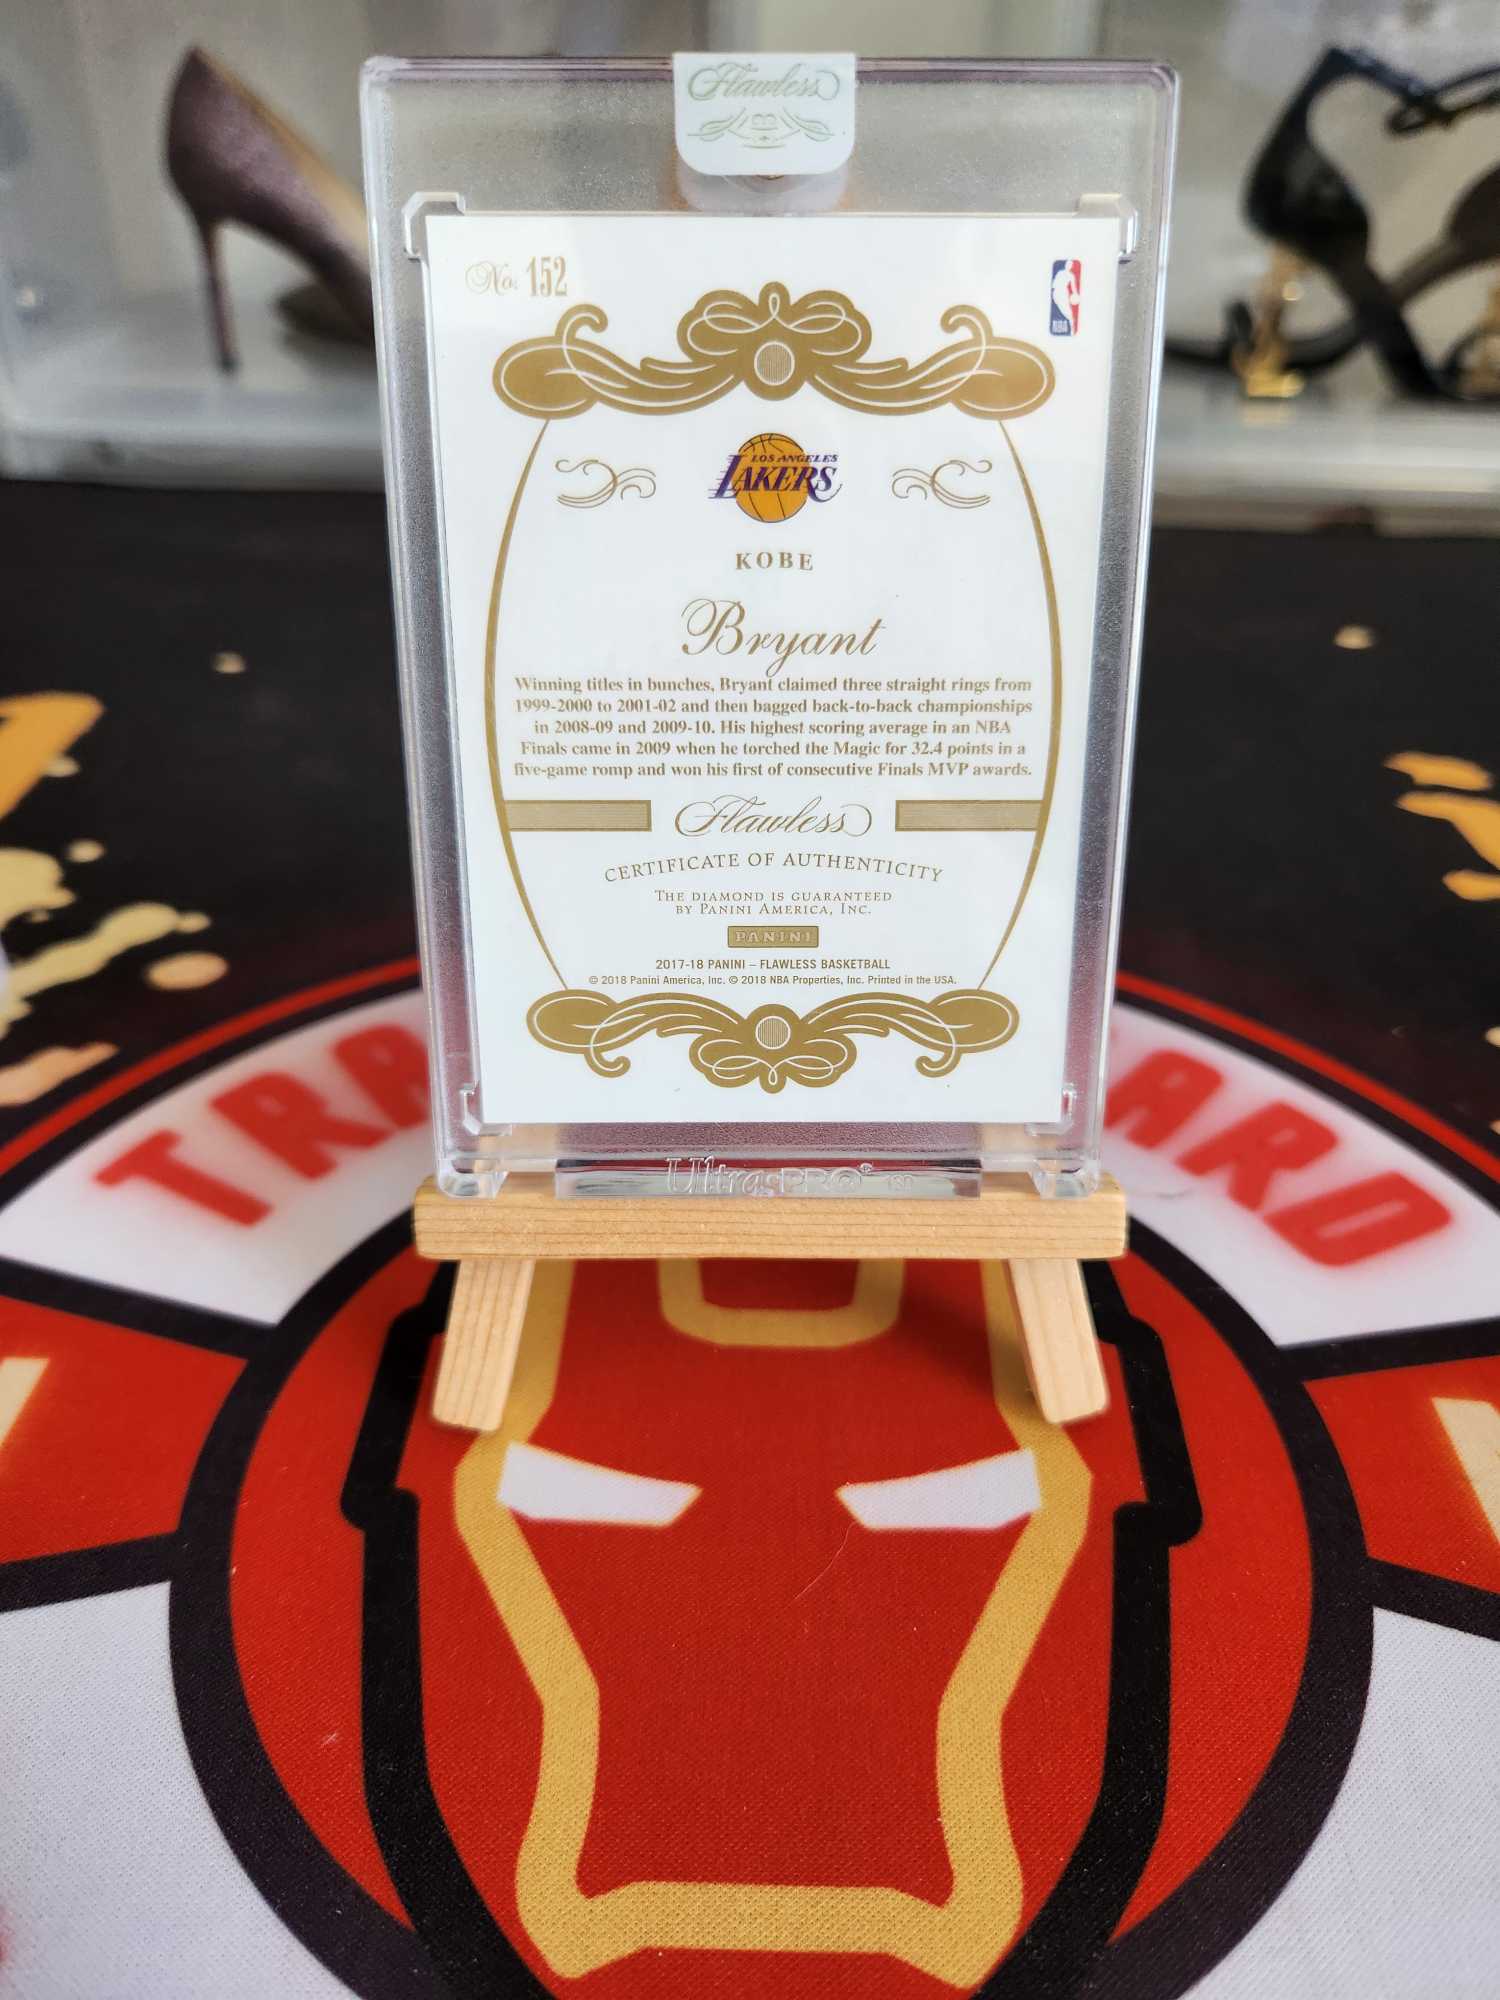 Flawless
No. 152
NBA
LOS ANGELES
LAKERS
KOBE
Bryant
Winning titles in bunches, Bryant claimed three straight rings from
1999-2000 to 2001-02 and then bagged back-to-back championships
in 2008-09 and 2009-10. His highest scoring average in an NBA
Finals came in 2009 when he torched the Magic for 32.4 points in a
five-game romp and won his first of consecutive Finals MVP awards.
Flawless
CERTIFICATE OF AUTHENTICITY
THE DIAMOND IS GUARANTEED
BY PANINI AMERICA, INC.
PANINI
2017-18 PANINI – FLAWLESS BASKETBALL
© 2018 Panini America, Inc. © 2018 NBA Properties, Inc. Printed in the USA.
Ultra•PRO®
TRA ARD